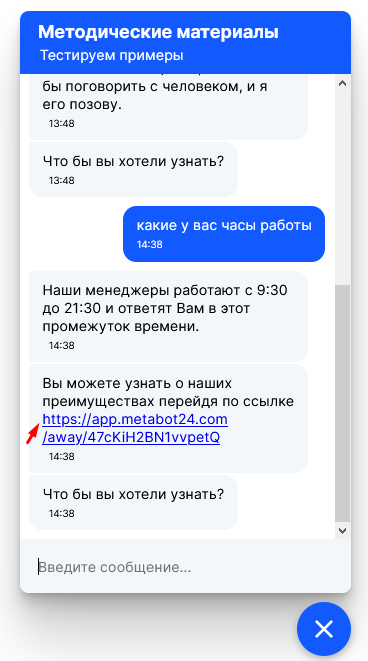 Методические материалы
Тестируем примеры
бы поговорить с человеком, и я
его позову.
13:48
Что бы вы хотели узнать?
13:48
какие у вас часы работы
14:38
Наши менеджеры работают с 9:30
до 21:30 и ответят Вам в этот
промежуток времени.
14:38
Вы можете узнать о наших
преимуществах перейдя по ссылке
https://app.metabot24.com
/away/47cKiH2BN1vvpetQ
14:38
Что бы вы хотели узнать?
14:38
Введите сообщение...